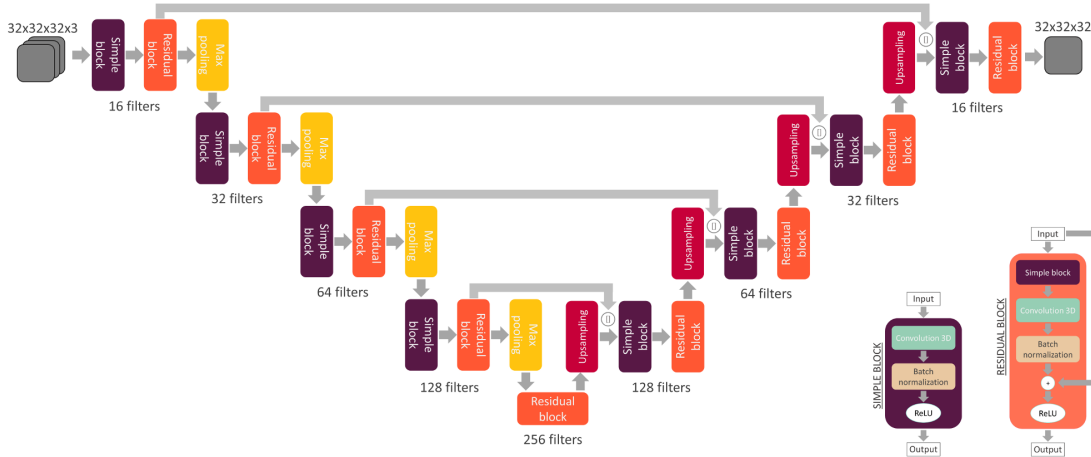 32x32x32x3
Simple
block
Residual
block
Max
pooling
16 filters
Simple
block
Residual
block
Max
pooling
32 filters
Simple
block
Residual
block
Max
pooling
64 filters
Simple
block
Residual
block
Max
pooling
128 filters
Residual
block
256 filters
Upsampling
||
Simple
block
Residual
block
128 filters
Upsampling
||
Simple
block
Residual
block
64 filters
Upsampling
||
Simple
block
Residual
block
32 filters
Upsampling
||
Simple
block
Residual
block
16 filters
32x32x32
SIMPLE BLOCK
Input
Convolution 3D
Batch
normalization
ReLU
Output
RESIDUAL BLOCK
Input
Simple block
Convolution 3D
Batch
normalization
+
ReLU
Output